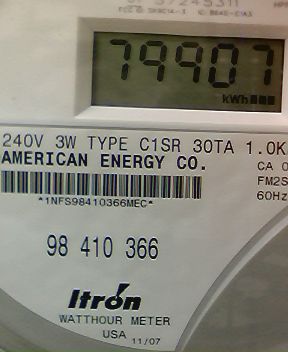 79907
kWh
240V 3W TYPE C1SR 30TA 1.0K
AMERICAN ENERGY CO.
CA 0
FM2S
*1NFS98410366MEC*
60Hz
98 410 366
Itrón
WATTHOUR METER
USA 11/07